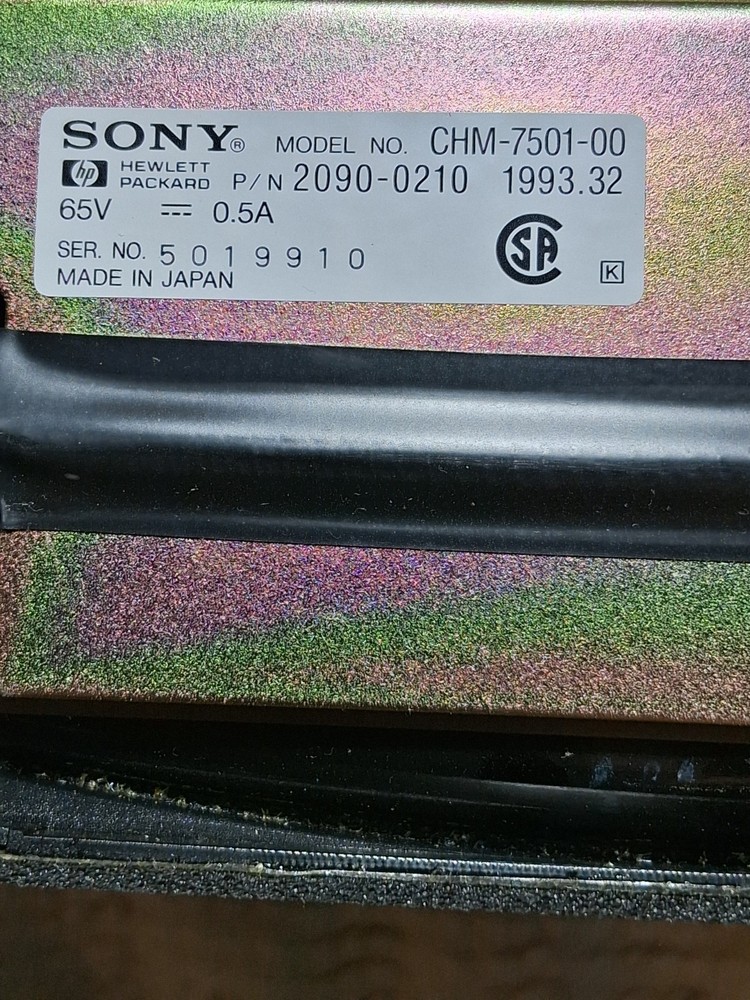 SONY® MODEL NO. CHM-7501-00
hp HEWLETT PACKARD P/N 2090-0210 1993.32
65V ⎓ 0.5A
SER. NO. 5019910
MADE IN JAPAN
SA
K